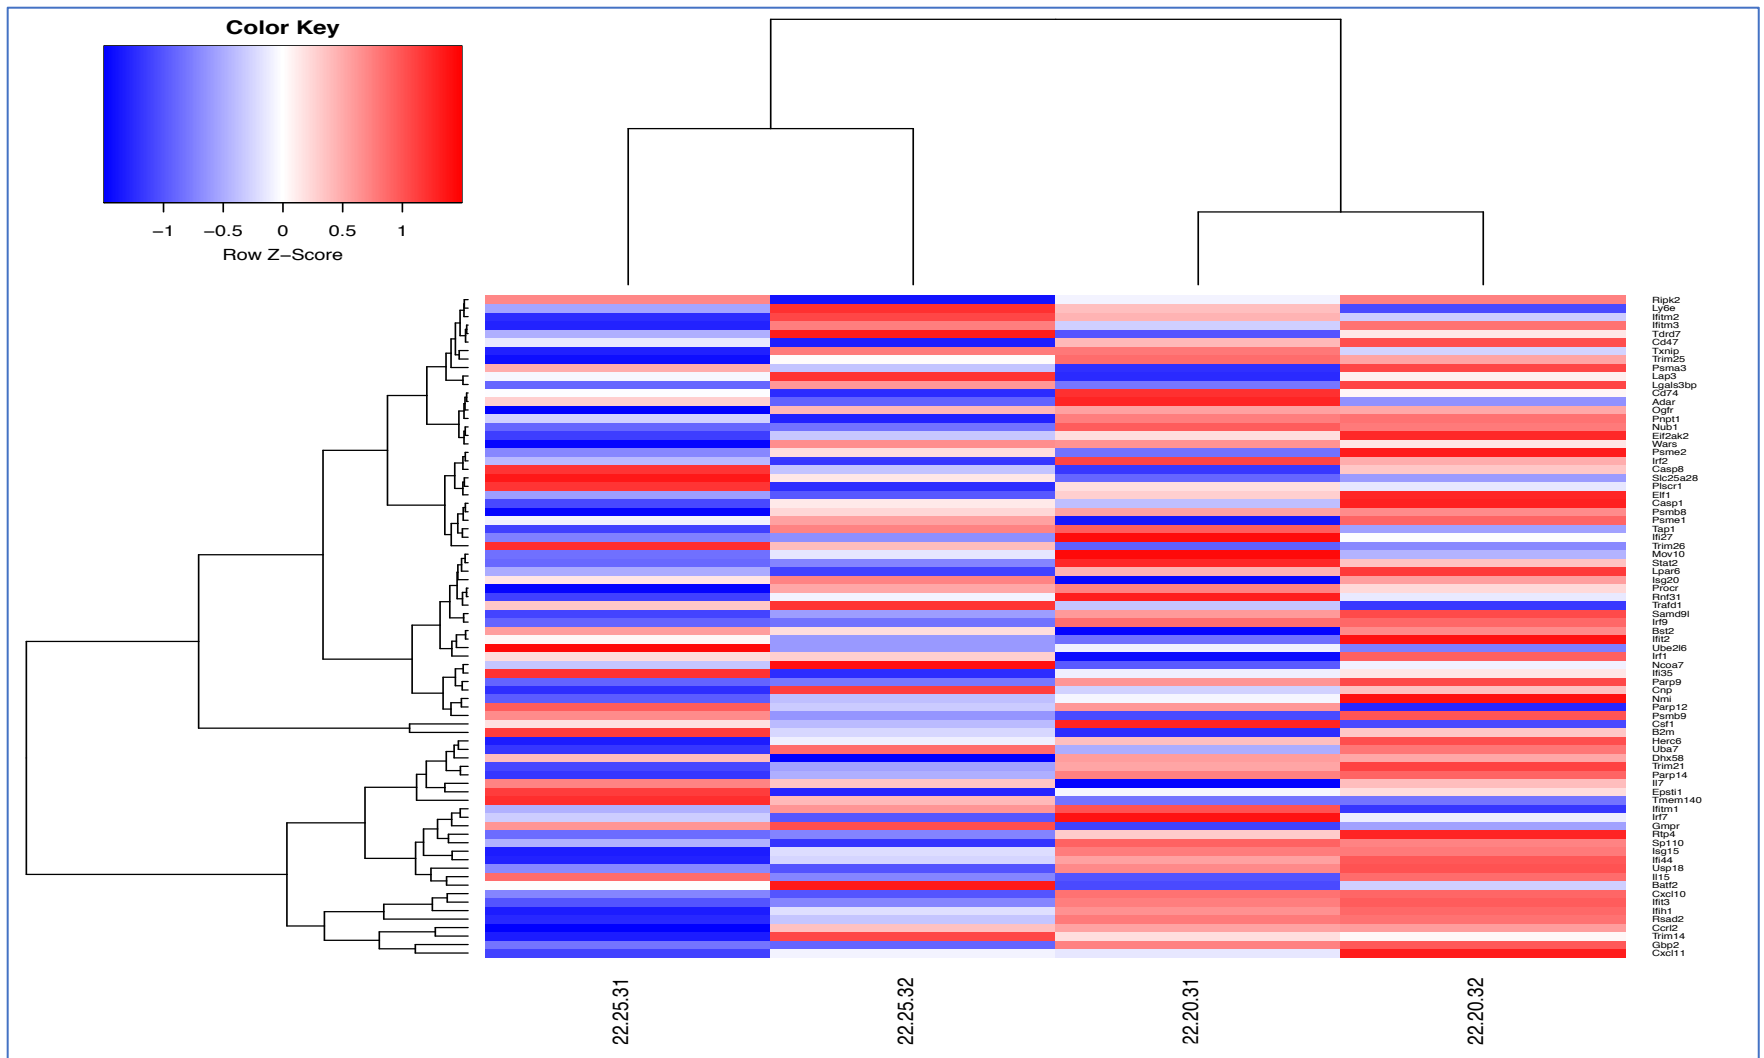 Color Key
−1 −0.5 0 0.5 1
Row Z−Score
Ripk2
Ly6e
Ifitm2
Ifitm3
Tdrd7
Cd47
Txnip
Trim25
Psma3
Lap3
Lgals3bp
Cd74
Adar
Ogfr
Pnpt1
Nub1
Eif2ak2
Wars
Psme2
Irf2
Casp8
Slc25a28
Plscr1
Elf1
Casp1
Psmb8
Psme1
Tap1
Ifi27
Trim26
Mov10
Stat2
Lpar6
Isg20
Procr
Rnf31
Trafd1
Samd9l
Irf9
Bst2
Ifit2
Ube2l6
Irf1
Ncoa7
Ifi35
Parp9
Cnp
Nmi
Parp12
Psmb9
Csf1
B2m
Herc6
Uba7
Dhx58
Trim21
Parp14
Il7
Epsti1
Tmem140
Ifitm1
Irf7
Gmpr
Rtp4
Sp110
Isg15
Ifi44
Usp18
Il15
Batf2
Cxcl10
Ifit3
Ifih1
Rsad2
Ccrl2
Trim14
Gbp2
Cxcl11
22.25.31
22.25.32
22.20.31
22.20.32